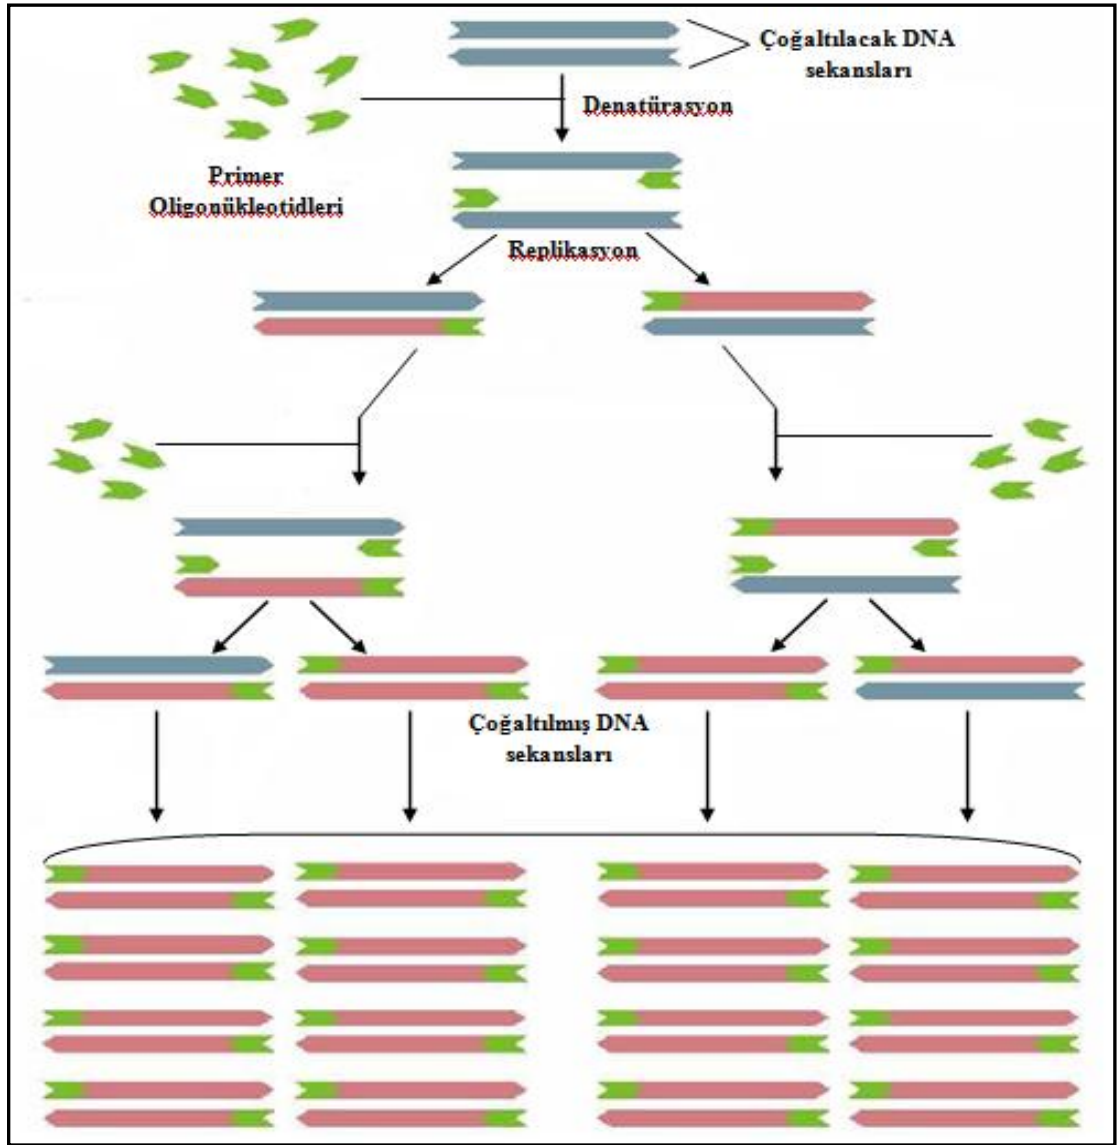 Çoğaltılacak DNA
sekansları
Denatürasyon
Primer
Oligonükleotidleri
Replikasyon
Çoğaltılmış DNA
sekansları